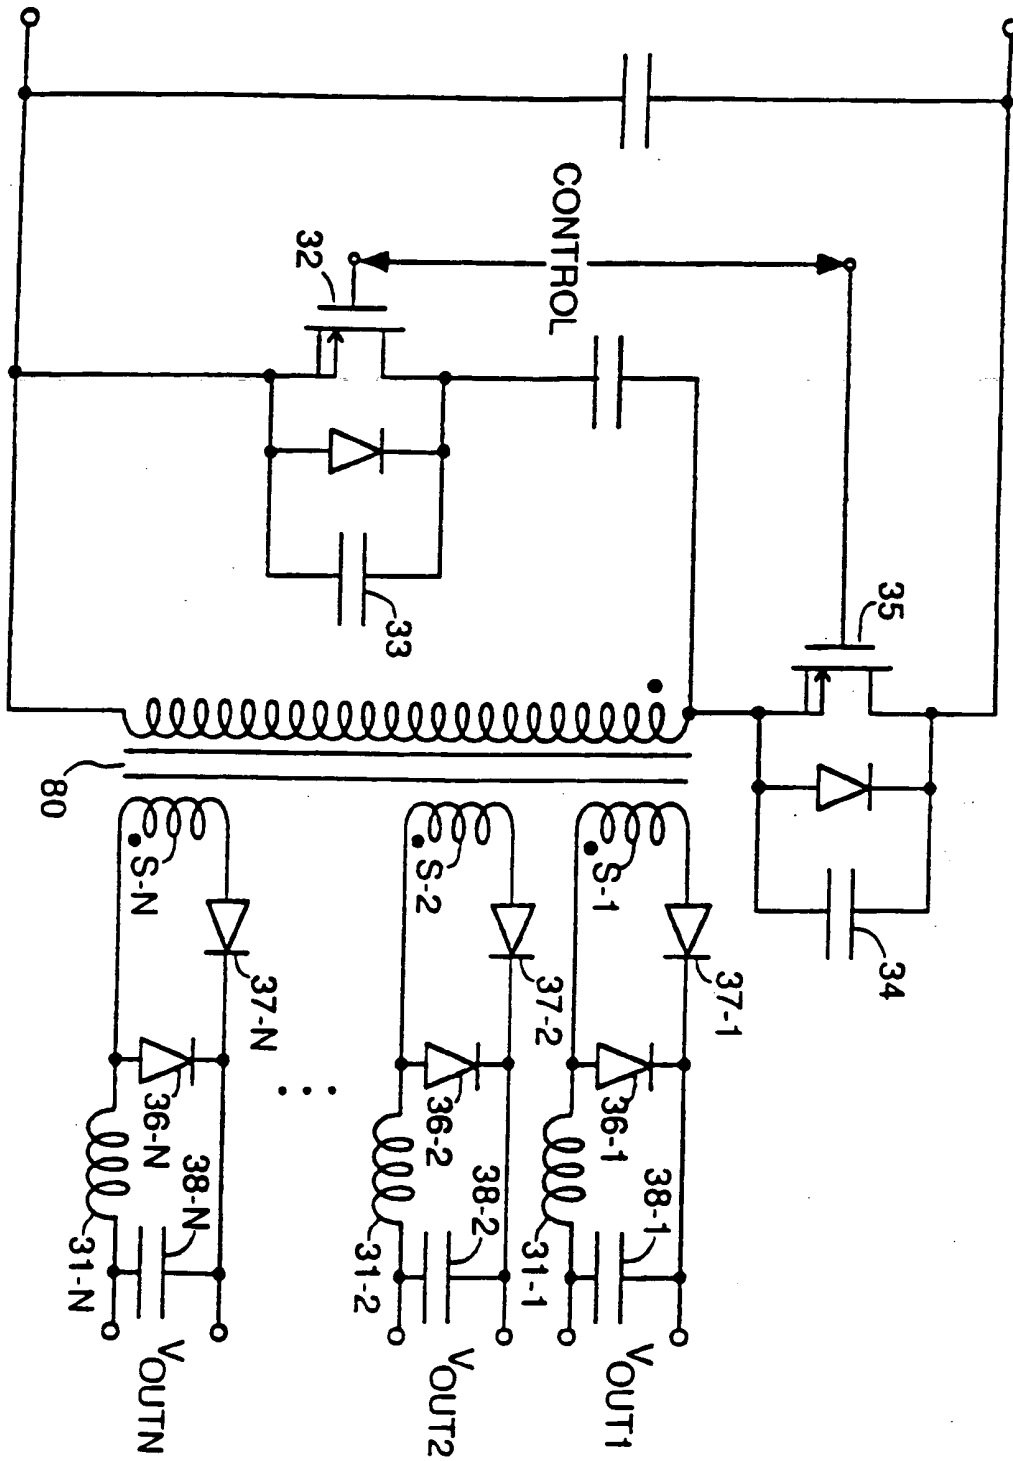 CONTROL
32
33
35
34
80
S-1
37-1
36-1
38-1
31-1
VOUT1
S-2
37-2
36-2
38-2
31-2
VOUT2
S-N
37-N
36-N
38-N
31-N
VOUTN